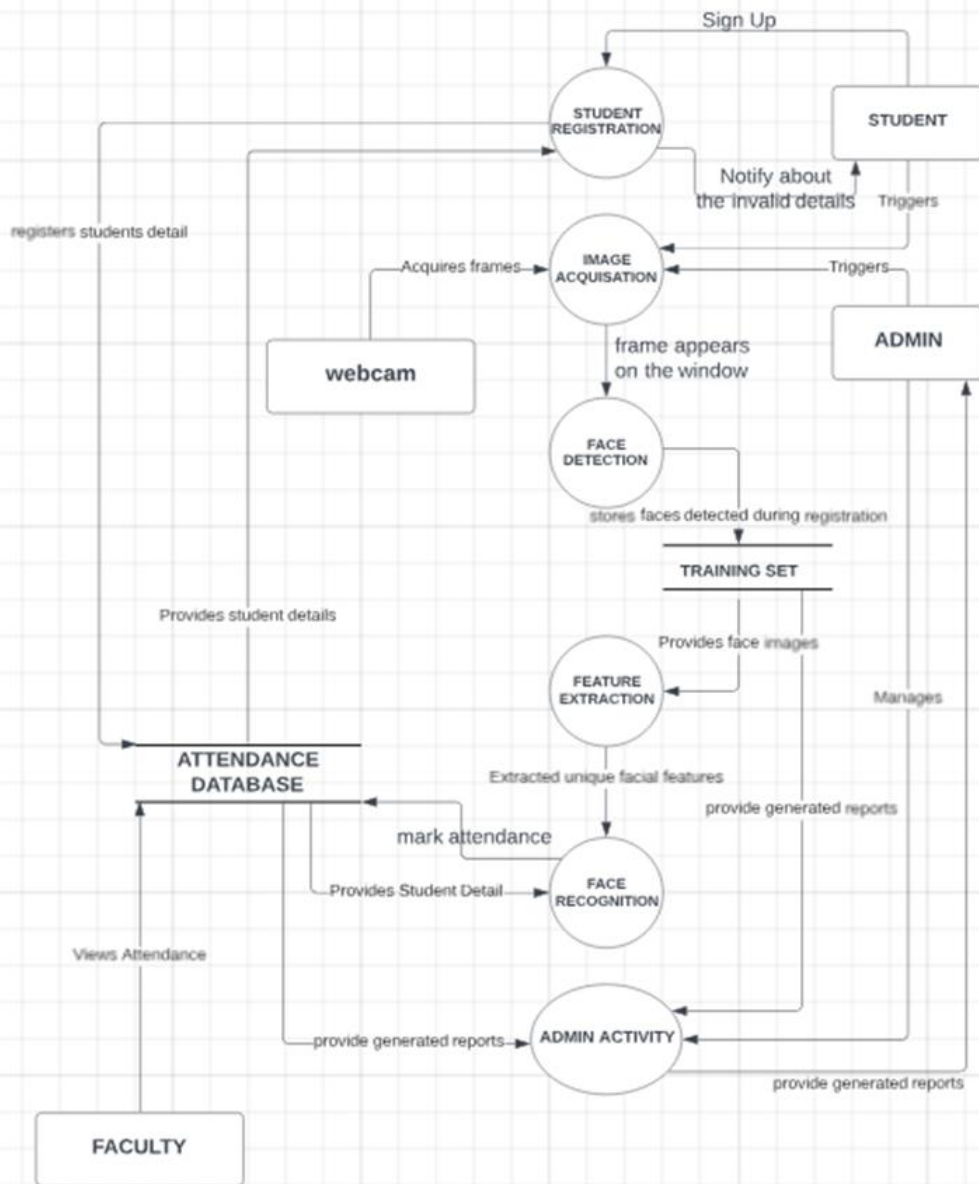 Sign Up
STUDENT
REGISTRATION
STUDENT
Notify about
the invalid details
Triggers
registers students detail
IMAGE
ACQUISATION
Acquires frames
Triggers
ADMIN
webcam
frame appears
on the window
FACE
DETECTION
stores faces detected during registration
TRAINING SET
Provides student details
Provides face images
FEATURE
EXTRACTION
Manages
ATTENDANCE
DATABASE
Extracted unique facial features
provide generated reports
mark attendance
FACE
RECOGNITION
Provides Student Detail
Views Attendance
ADMIN ACTIVITY
provide generated reports
provide generated reports
FACULTY